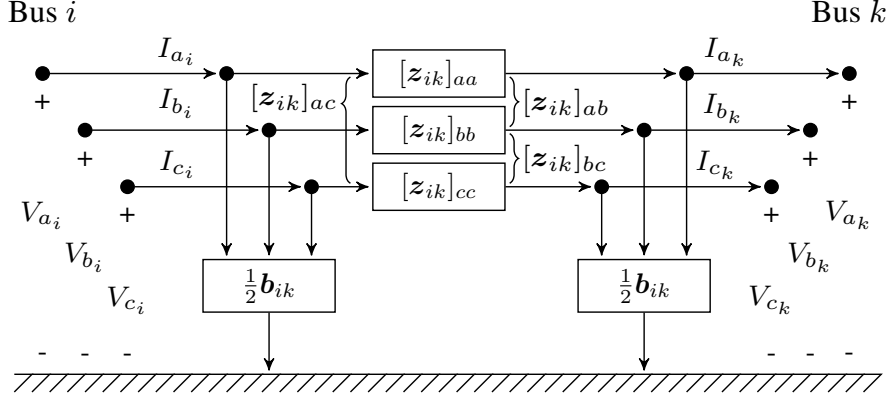 Bus i Bus k
I_{a_i} [z_{ik}]_{aa} I_{a_k}
+ I_{b_i} [z_{ik}]_{ac} [z_{ik}]_{ab} I_{b_k} +
+ I_{c_i} [z_{ik}]_{bb} [z_{ik}]_{bc} I_{c_k} +
+ [z_{ik}]_{cc} +
V_{a_i} V_{a_k}
V_{b_i} V_{b_k}
V_{c_i} \frac{1}{2}b_{ik} \frac{1}{2}b_{ik} V_{c_k}
- - - - - -